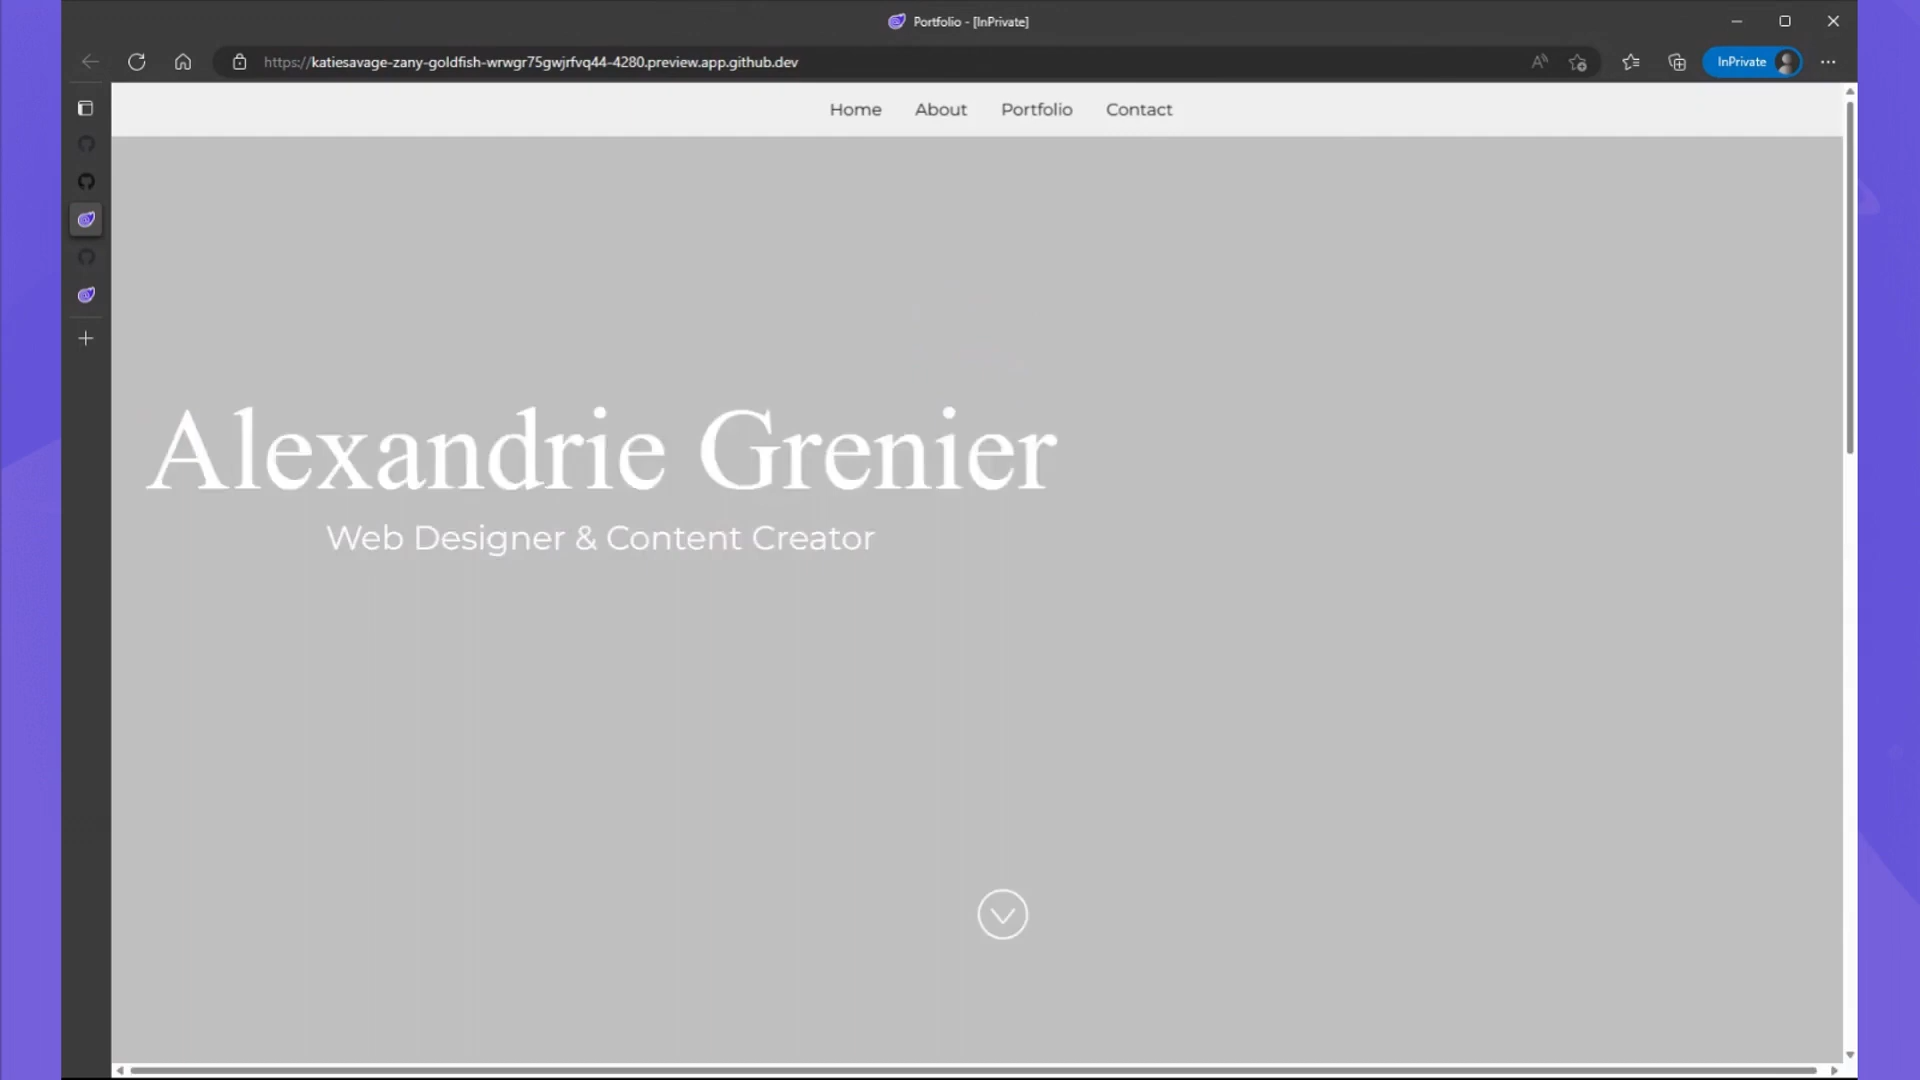 Portfolio - [InPrivate]
https://katiesavage-zany-goldfish-wrwgr75gwjrfvq44-4280.preview.app.github.dev
InPrivate
Home About Portfolio Contact
Alexandrie Grenier
Web Designer & Content Creator